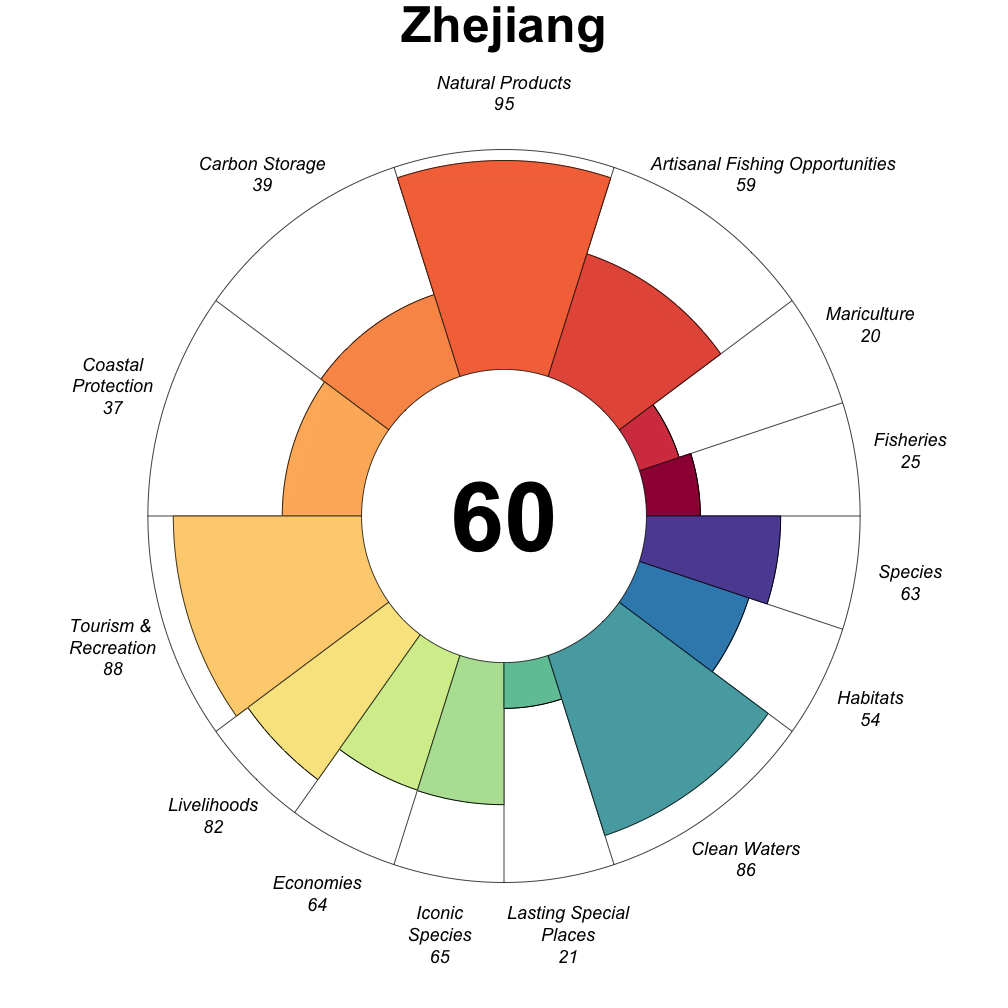 Zhejiang
Natural Products
95
Carbon Storage
39
Artisanal Fishing Opportunities
59
Mariculture
20
Coastal
Protection
37
Fisheries
25
60
Species
63
Tourism &
Recreation
88
Habitats
54
Livelihoods
82
Clean Waters
86
Economies
64
Iconic
Species
65
Lasting Special
Places
21